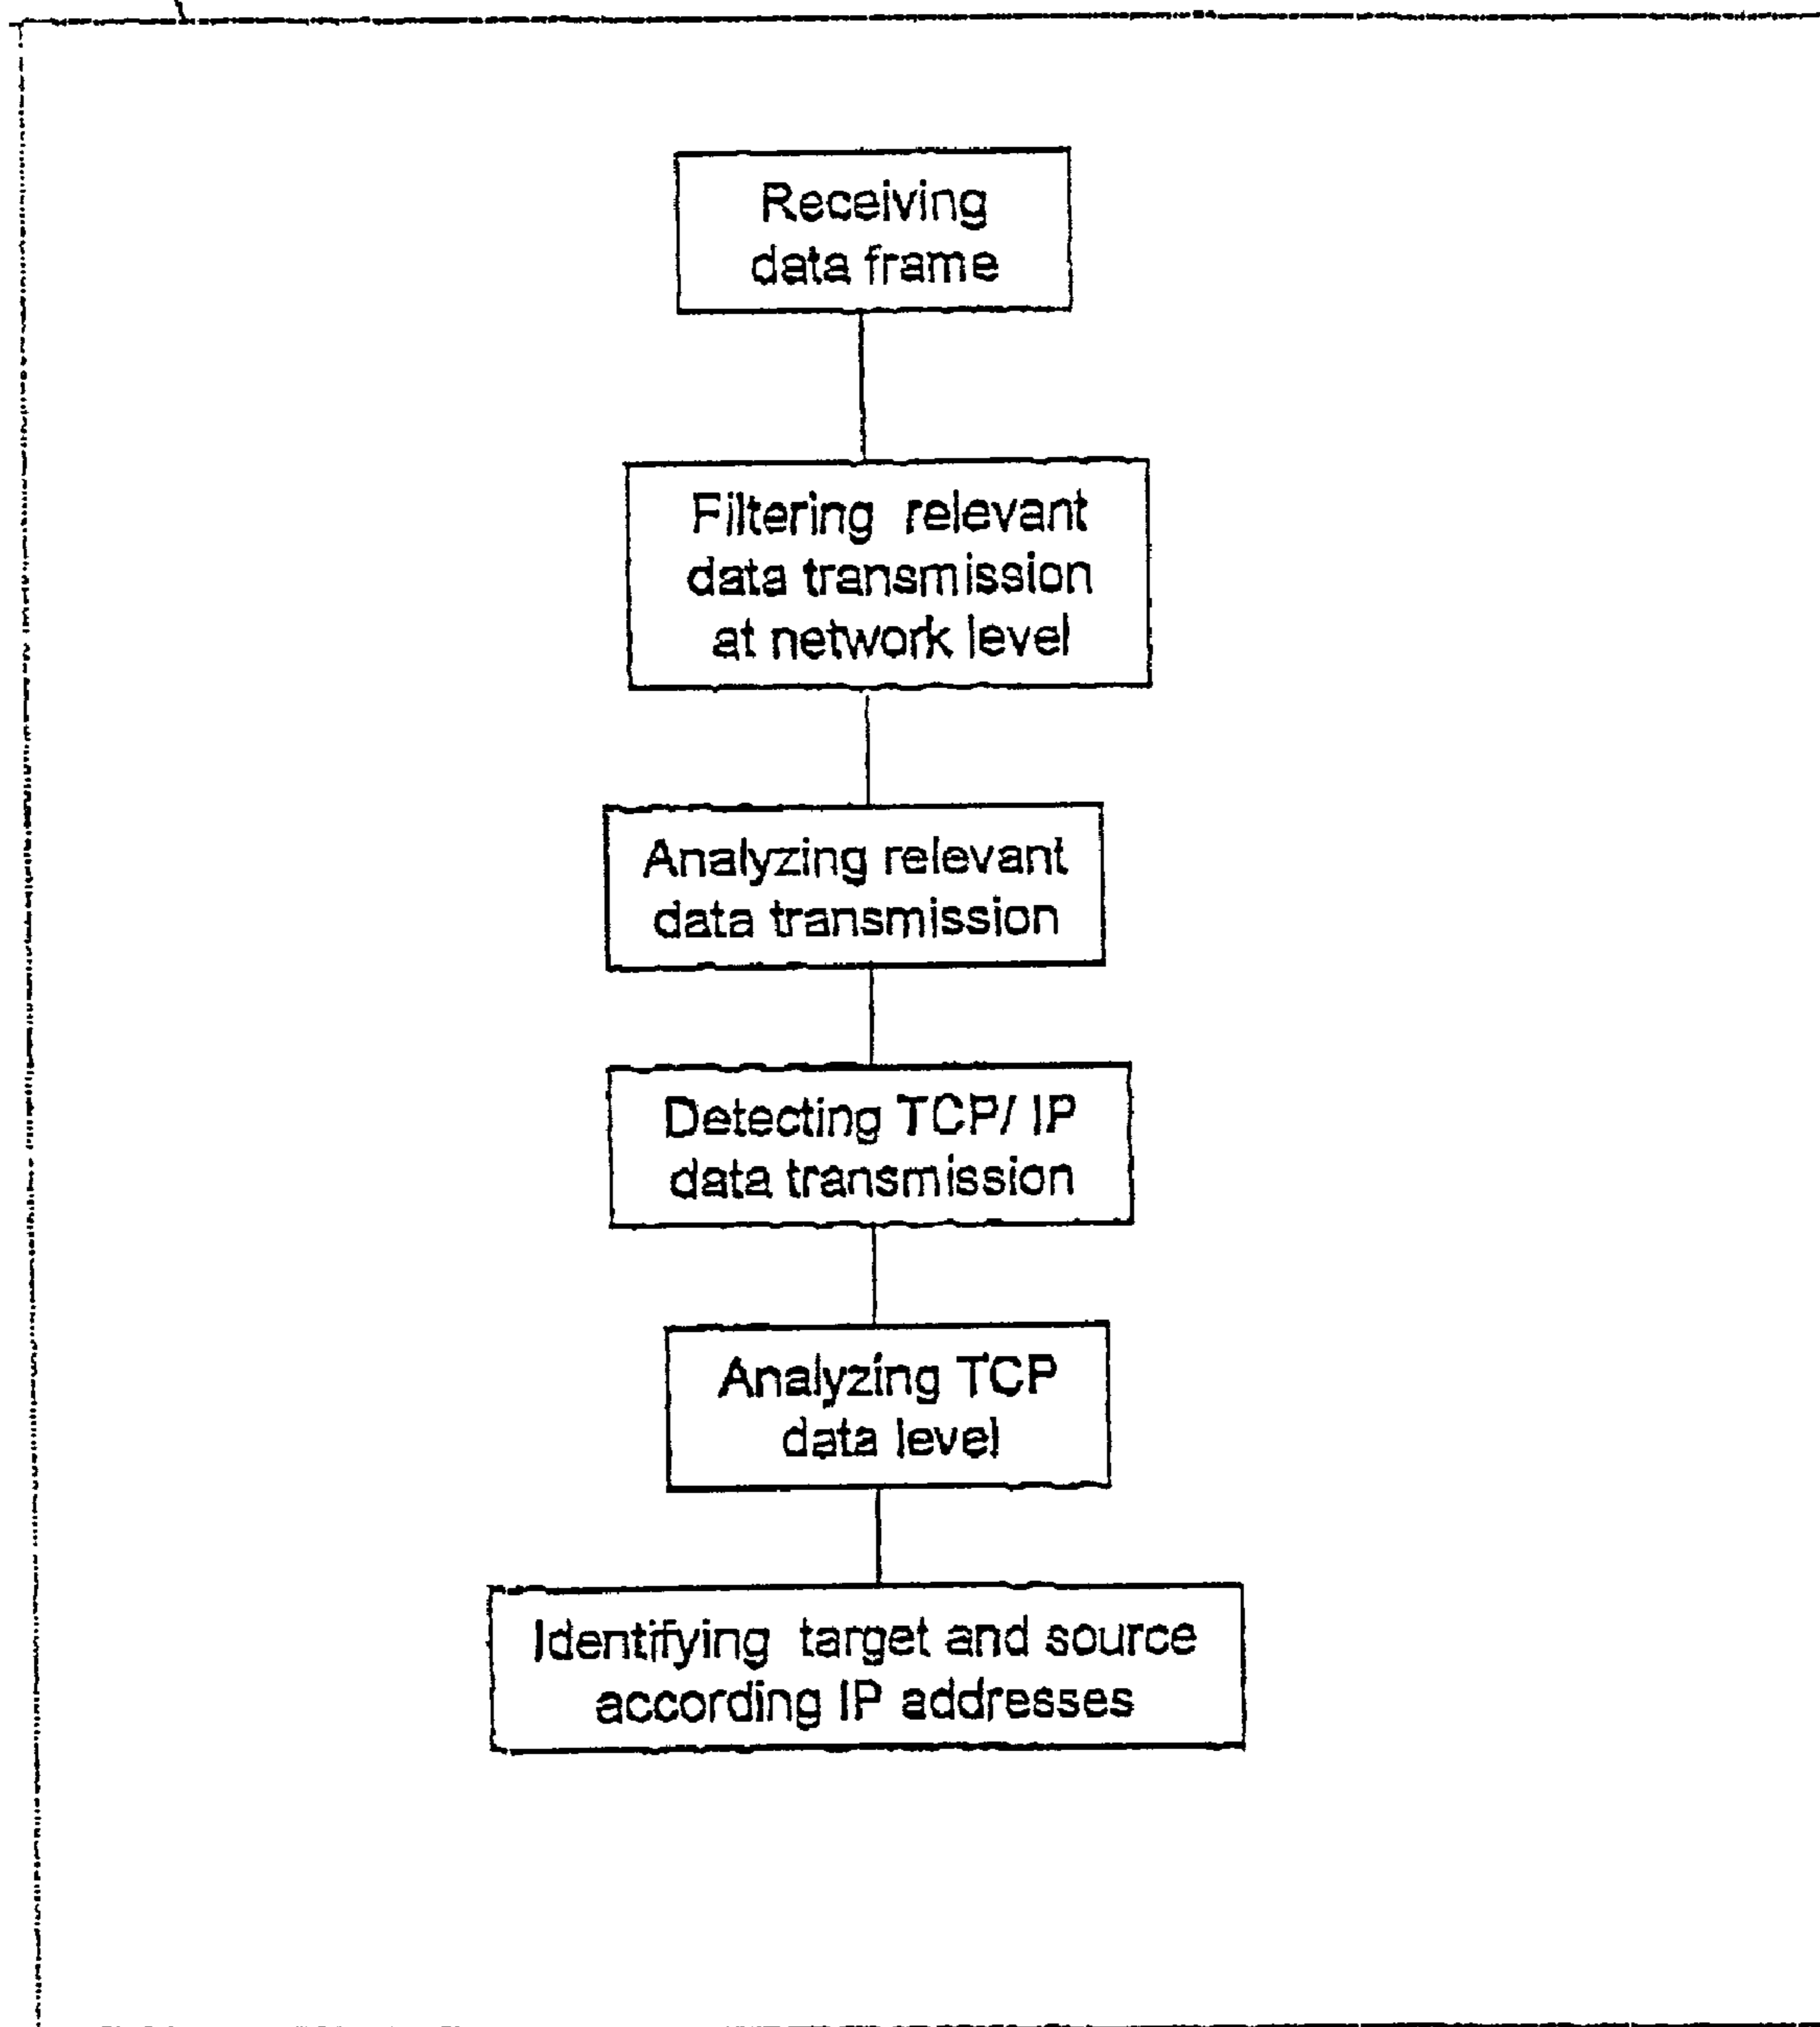 Receiving
data frame
Filtering relevant
data transmission
at network level
Analyzing relevant
data transmission
Detecting TCP/ IP
data transmission
Analyzing TCP
data level
Identifying target and source
according IP addresses